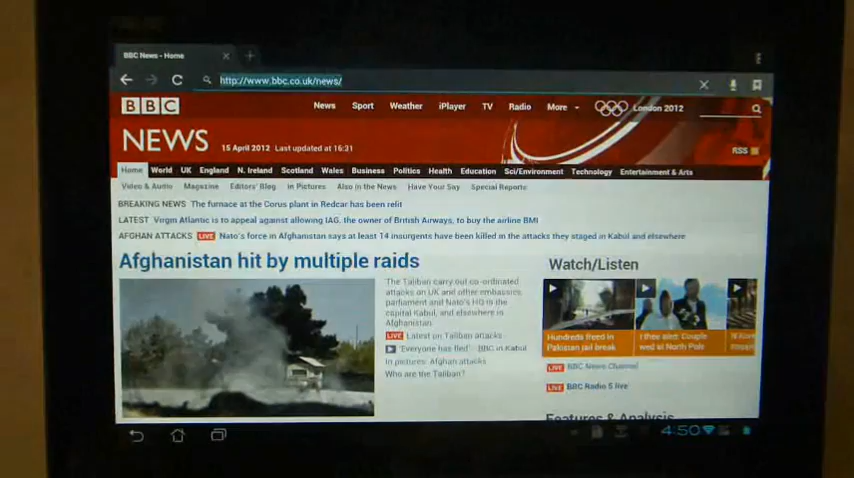 BBC News - Home
http://www.bbc.co.uk/news/
BBC News Sport Weather iPlayer TV Radio More London 2012
NEWS 15 April 2012 Last updated at 16:31 RSS
Home World UK England N. Ireland Scotland Wales Business Politics Health Education Sci/Environment Technology Entertainment & Arts
Video & Audio Magazine Editors' Blog In Pictures Also in the News Have Your Say Special Reports
BREAKING NEWS The furnace at the Corus plant in Redcar has been relit
LATEST Virgin Atlantic is to appeal against allowing IAG, the owner of British Airways, to buy the airline BMI
AFGHAN ATTACKS LIVE Nato's force in Afghanistan says at least 14 insurgents have been killed in the attacks they staged in Kabul and elsewhere
Afghanistan hit by multiple raids
The Taliban carry out co-ordinated
attacks on UK and other embassies,
parliament and Nato's HQ in the
capital Kabul, and elsewhere in
Afghanistan.
LIVE Latest on Taliban attacks
'Everyone has fled' - BBC in Kabul
In pictures: Afghan attacks
Who are the Taliban?
Watch/Listen
Hundreds freed in
Pakistan jail break
Couple
wed at North Pole
LIVE BBC News Channel
LIVE BBC Radio 5 live
Features & Analysis
4:50